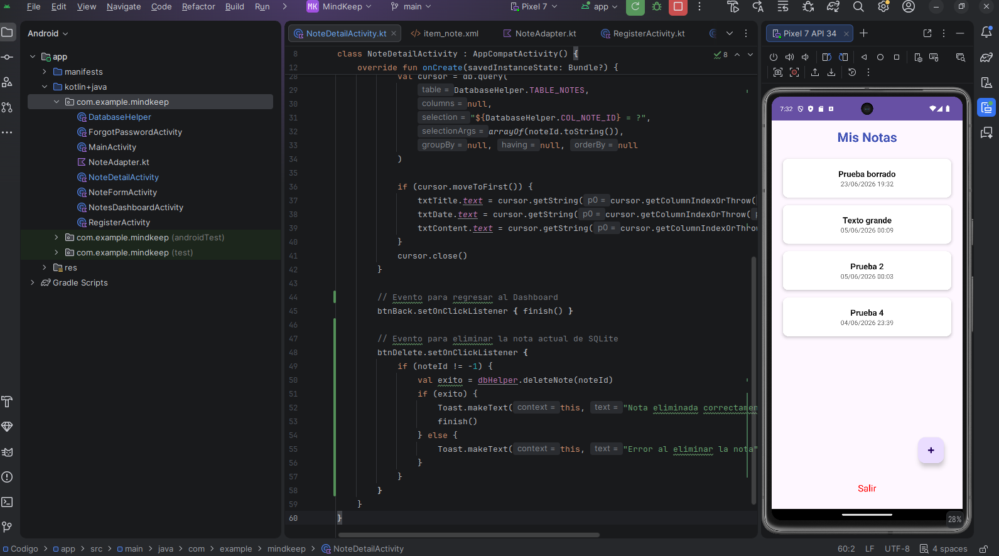 File Edit View Navigate Code Refactor Build Run MK MindKeep main Pixel 7 app
Android
app
manifests
kotlin+java
com.example.mindkeep
DatabaseHelper
ForgotPasswordActivity
MainActivity
NoteAdapter.kt
NoteDetailActivity
NoteFormActivity
NotesDashboardActivity
RegisterActivity
com.example.mindkeep (androidTest)
com.example.mindkeep (test)
res
Gradle Scripts
NoteDetailActivity.kt item_note.xml NoteAdapter.kt RegisterActivity.kt
8 class NoteDetailActivity : AppCompatActivity() {
8
12 override fun onCreate(savedInstanceState: Bundle?) {
28 val cursor = db.query(
29 table = DatabaseHelper.TABLE_NOTES,
30 columns = null,
31 selection = "${DatabaseHelper.COL_NOTE_ID} = ?",
32 selectionArgs = arrayOf(noteId.toString()),
33 groupBy = null, having = null, orderBy = null
34 )
35
36 if (cursor.moveToFirst()) {
37 txtTitle.text = cursor.getString( p0 = cursor.getColumnIndexOrThrow(
38 txtDate.text = cursor.getString( p0 = cursor.getColumnIndexOrThrow(
39 txtContent.text = cursor.getString( p0 = cursor.getColumnIndexOrThrow
40 }
41 cursor.close()
42 }
43
44 // Evento para regresar al Dashboard
45 btnBack.setOnClickListener { finish() }
46
47 // Evento para eliminar la nota actual de SQLite
48 btnDelete.setOnClickListener {
49 if (noteId != -1) {
50 val exito = dbHelper.deleteNote(noteId)
51 if (exito) {
52 Toast.makeText( context = this, text = "Nota eliminada correctamen
53 finish()
54 } else {
55 Toast.makeText( context = this, text = "Error al eliminar la nota"
56 }
57 }
58 }
59 }
60 }
Pixel 7 API 34
7:32
Mis Notas
Prueba borrado
23/06/2026 19:32
Texto grande
05/06/2026 00:09
Prueba 2
05/06/2026 00:03
Prueba 4
04/06/2026 23:39
+
Salir
28%
Codigo > app > src > main > java > com > example > mindkeep > NoteDetailActivity
60:2 LF UTF-8 4 spaces